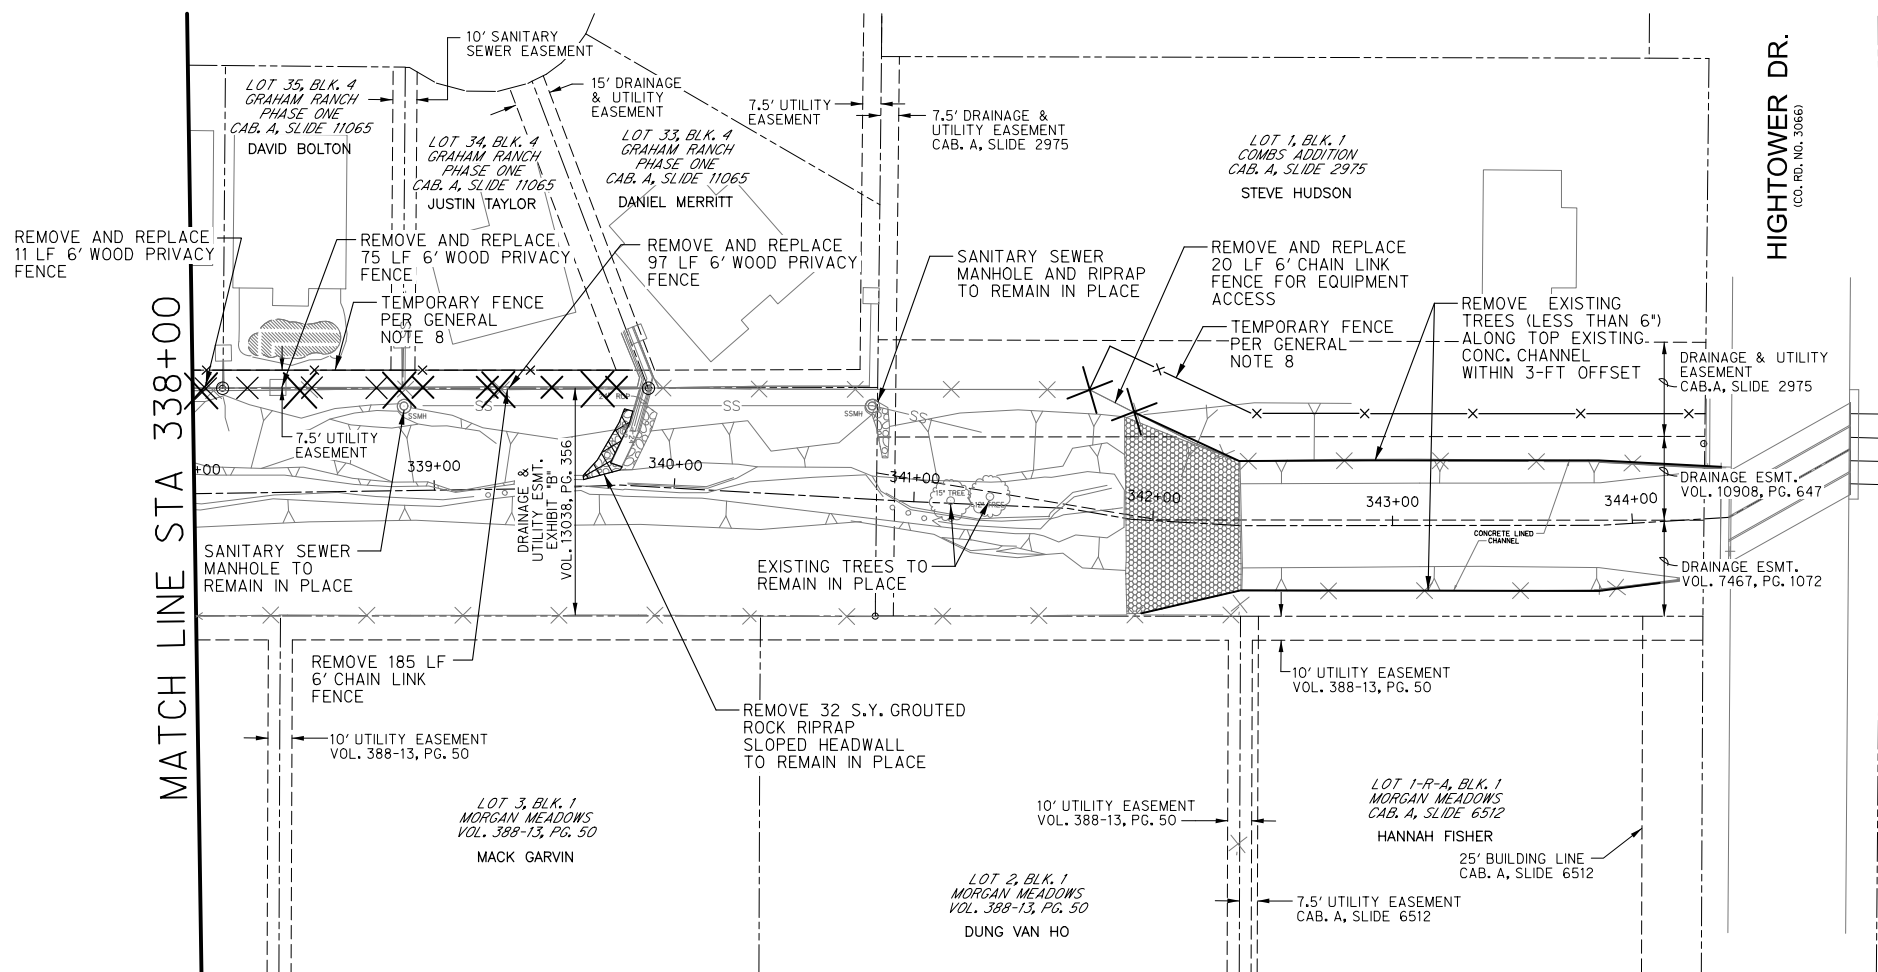 10' SANITARY
SEWER EASEMENT
LOT 35, BLK. 4
GRAHAM RANCH
PHASE ONE
CAB. A, SLIDE 11065
DAVID BOLTON
15' DRAINAGE
& UTILITY
EASEMENT
LOT 34, BLK. 4
GRAHAM RANCH
PHASE ONE
CAB. A, SLIDE 11065
JUSTIN TAYLOR
LOT 33, BLK. 4
GRAHAM RANCH
PHASE ONE
CAB. A, SLIDE 11065
DANIEL MERRITT
7.5' UTILITY
EASEMENT
7.5' DRAINAGE &
UTILITY EASEMENT
CAB. A, SLIDE 2975
LOT 1, BLK. 1
COMBS ADDITION
CAB. A, SLIDE 2975
STEVE HUDSON
HIGHTOWER DR.
(CO. RD. NO. 3066)
REMOVE AND REPLACE
11 LF 6' WOOD PRIVACY
FENCE
REMOVE AND REPLACE
75 LF 6' WOOD PRIVACY
FENCE
REMOVE AND REPLACE
97 LF 6' WOOD PRIVACY
FENCE
TEMPORARY FENCE
PER GENERAL
NOTE 8
SANITARY SEWER
MANHOLE AND RIPRAP
TO REMAIN IN PLACE
REMOVE AND REPLACE
20 LF 6' CHAIN LINK
FENCE FOR EQUIPMENT
ACCESS
TEMPORARY FENCE
PER GENERAL
NOTE 8
REMOVE EXISTING
TREES (LESS THAN 6")
ALONG TOP EXISTING
CONC. CHANNEL
WITHIN 3-FT OFFSET
DRAINAGE & UTILITY
EASEMENT
CAB.A, SLIDE 2975
MATCH LINE STA 338+00
SSMH
SS
SS
SSMH
SS
7.5' UTILITY
EASEMENT
+00
339+00
340+00
341+00
342+00
343+00
344+00
15" TREE
DRAINAGE &
UTILITY ESMT.
EXHIBIT "B"
VOL. 13038, PG. 356
DRAINAGE ESMT.
VOL. 10908, PG. 647
CONCRETE LINED
CHANNEL
DRAINAGE ESMT.
VOL. 7467, PG. 1072
SANITARY SEWER
MANHOLE TO
REMAIN IN PLACE
EXISTING TREES TO
REMAIN IN PLACE
REMOVE 185 LF
6' CHAIN LINK
FENCE
REMOVE 32 S.Y. GROUTED
ROCK RIPRAP
SLOPED HEADWALL
TO REMAIN IN PLACE
10' UTILITY EASEMENT
VOL. 388-13, PG. 50
10' UTILITY EASEMENT
VOL. 388-13, PG. 50
LOT 3, BLK. 1
MORGAN MEADOWS
VOL. 388-13, PG. 50
MACK GARVIN
10' UTILITY EASEMENT
VOL. 388-13, PG. 50
LOT 1-R-A, BLK. 1
MORGAN MEADOWS
CAB. A, SLIDE 6512
HANNAH FISHER
25' BUILDING LINE
CAB. A, SLIDE 6512
LOT 2, BLK. 1
MORGAN MEADOWS
VOL. 388-13, PG. 50
DUNG VAN HO
7.5' UTILITY EASEMENT
CAB. A, SLIDE 6512